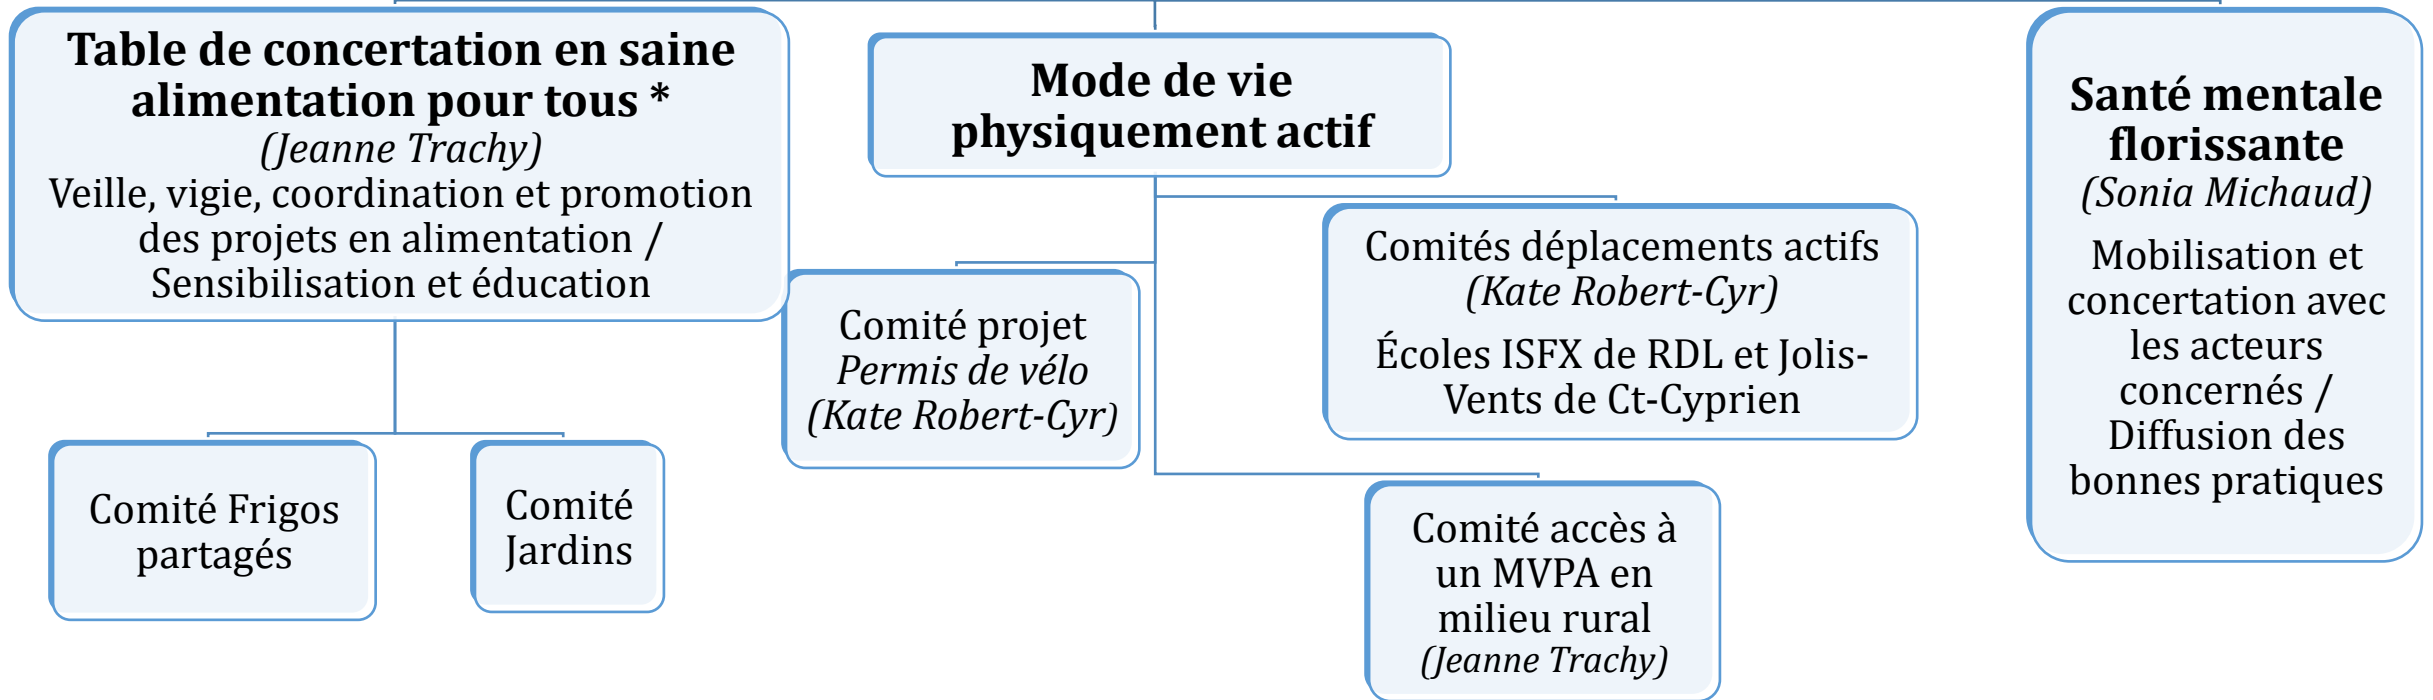 Table de concertation en saine
alimentation pour tous *
(Jeanne Trachy)
Veille, vigie, coordination et promotion
des projets en alimentation /
Sensibilisation et éducation
Comité Frigos
partagés
Comité
Jardins
Mode de vie
physiquement actif
Comité projet
Permis de vélo
(Kate Robert-Cyr)
Comités déplacements actifs
(Kate Robert-Cyr)
Écoles ISFX de RDL et Jolis-
Vents de Ct-Cyprien
Comité accès à
un MVPA en
milieu rural
(Jeanne Trachy)
Santé mentale
florissante
(Sonia Michaud)
Mobilisation et
concertation avec
les acteurs
concernés /
Diffusion des
bonnes pratiques